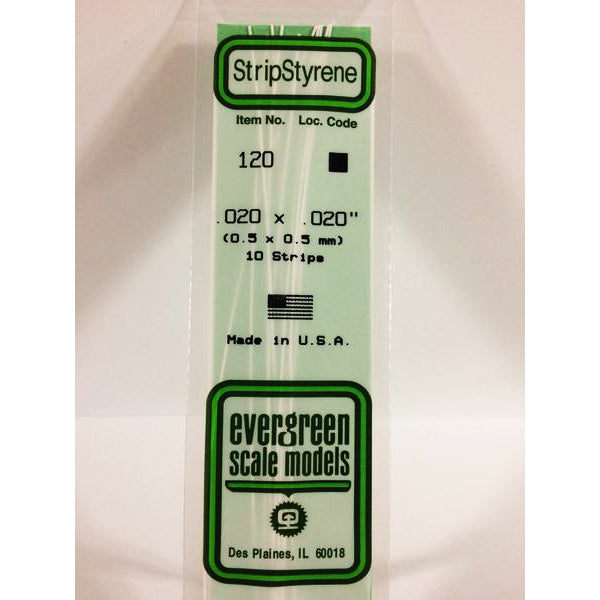 StripStyrene
Item No. Loc. Code
120
.020 x .020"
(0.5 x 0.5 mm)
10 Strips
Made in U.S.A.
evergreen
scale models
Des Plaines, IL 60018